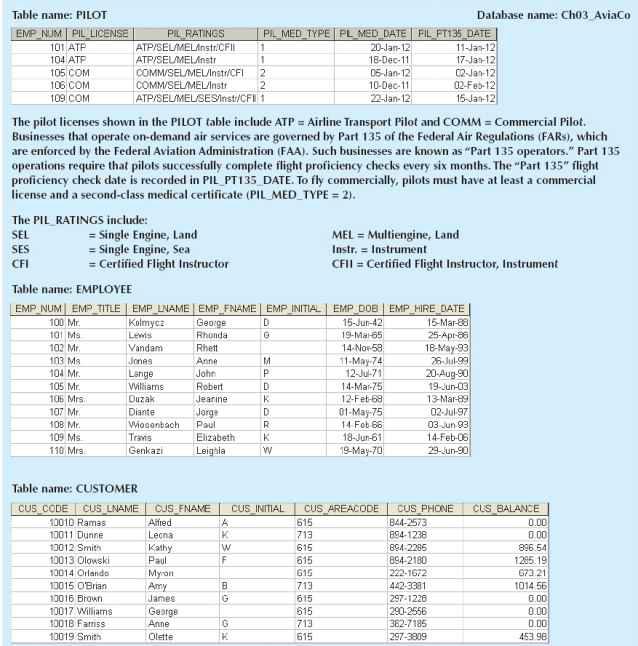 Table name: PILOT Database name: Ch03_AviaCo
EMP_NUM PIL_LICENSE PIL_RATINGS PIL_MED_TYPE PIL_MED_DATE PIL_PT135_DATE
101 ATP ATP/SEL/MEL/Instr/CFII 1 20-Jan-12 11-Jan-12
104 ATP ATP/SEL/MEL/Instr 1 18-Dec-11 17-Jan-12
105 COM COMM/SEL/MEL/Instr/CFI 2 05-Jan-12 02-Jan-12
106 COM COMM/SEL/MEL/Instr 2 10-Dec-11 02-Feb-12
109 COM ATP/SEL/MEL/SES/Instr/CFII 1 22-Jan-12 15-Jan-12
The pilot licenses shown in the PILOT table include ATP = Airline Transport Pilot and COMM = Commercial Pilot.
Businesses that operate on-demand air services are governed by Part 135 of the Federal Air Regulations (FARs), which
are enforced by the Federal Aviation Administration (FAA). Such businesses are known as “Part 135 operators.” Part 135
operations require that pilots successfully complete flight proficiency checks every six months. The “Part 135” flight
proficiency check date is recorded in PIL_PT135_DATE. To fly commercially, pilots must have at least a commercial
license and a second-class medical certificate (PIL_MED_TYPE = 2).
The PIL_RATINGS include:
SEL = Single Engine, Land MEL = Multiengine, Land
SES = Single Engine, Sea Instr. = Instrument
CFI = Certified Flight Instructor CFII = Certified Flight Instructor, Instrument
Table name: EMPLOYEE
EMP_NUM EMP_TITLE EMP_LNAME EMP_FNAME EMP_INITIAL EMP_DOB EMP_HIRE_DATE
100 Mr. Kolmycz George D 15-Jun-42 15-Mar-88
101 Ms. Lewis Rhonda G 19-Mar-65 25-Apr-86
102 Mr. Vandam Rhett 14-Nov-58 18-May-93
103 Ms. Jones Anne M 11-May-74 26-Jul-99
104 Mr. Lange John P 12-Jul-71 20-Aug-90
105 Mr. Williams Robert D 14-Mar-75 19-Jun-03
106 Mrs. Duzak Jeanine K 12-Feb-68 13-Mar-89
107 Mr. Diante Jorge D 01-May-75 02-Jul-97
108 Mr. Wiesenbach Paul R 14-Feb-66 03-Jun-93
109 Ms. Travis Elizabeth K 18-Jun-61 14-Feb-06
110 Mrs. Genkazi Leighla W 19-May-70 29-Jun-90
Table name: CUSTOMER
CUS_CODE CUS_LNAME CUS_FNAME CUS_INITIAL CUS_AREACODE CUS_PHONE CUS_BALANCE
10010 Ramas Alfred A 615 844-2573 0.00
10011 Dunne Leona K 713 894-1238 0.00
10012 Smith Kathy W 615 894-2285 896.54
10013 Olowski Paul F 615 894-2180 1285.19
10014 Orlando Myron 615 222-1672 673.21
10015 O'Brian Amy B 713 442-3381 1014.56
10016 Brown James G 615 297-1228 0.00
10017 Williams George 615 290-2556 0.00
10018 Farriss Anne G 713 382-7185 0.00
10019 Smith Olette K 615 297-3809 453.98